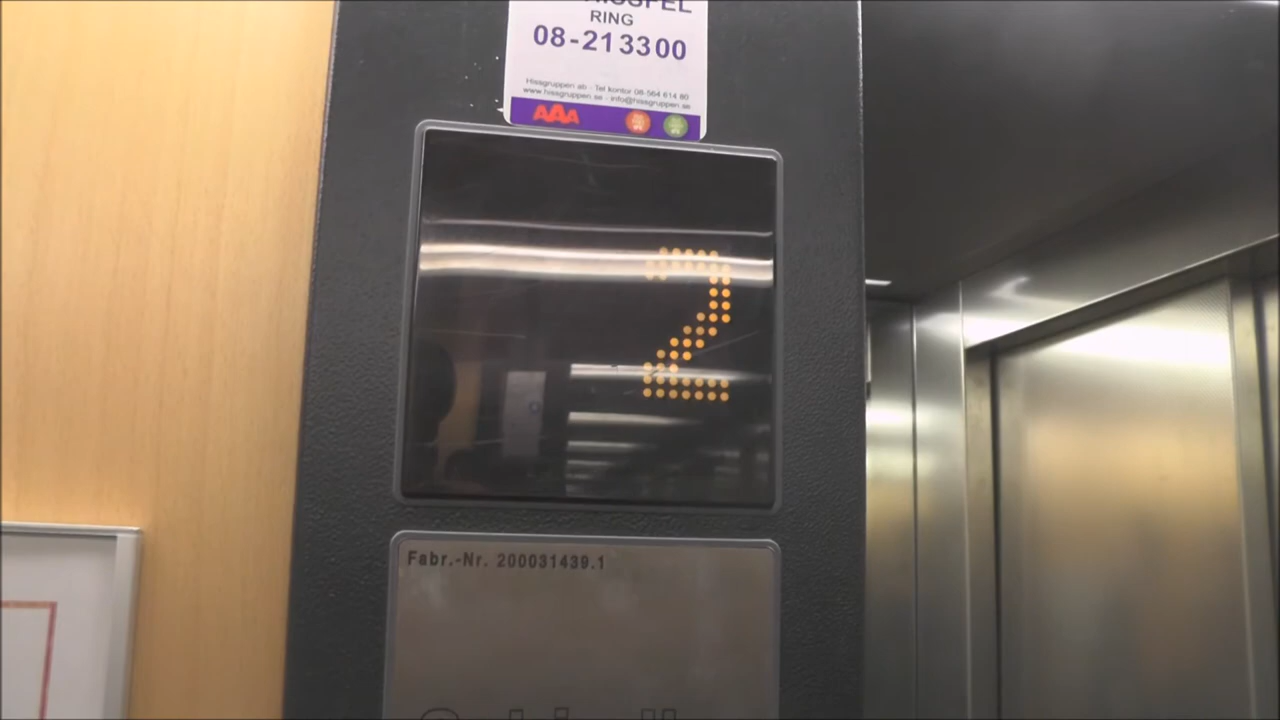 RING
08-213300
Hissgruppen ab - Tel kontor 08-564 614 80
www.hissgruppen.se - info@hissgruppen.se
AAA
2
Fabr.-Nr. 200031439.1